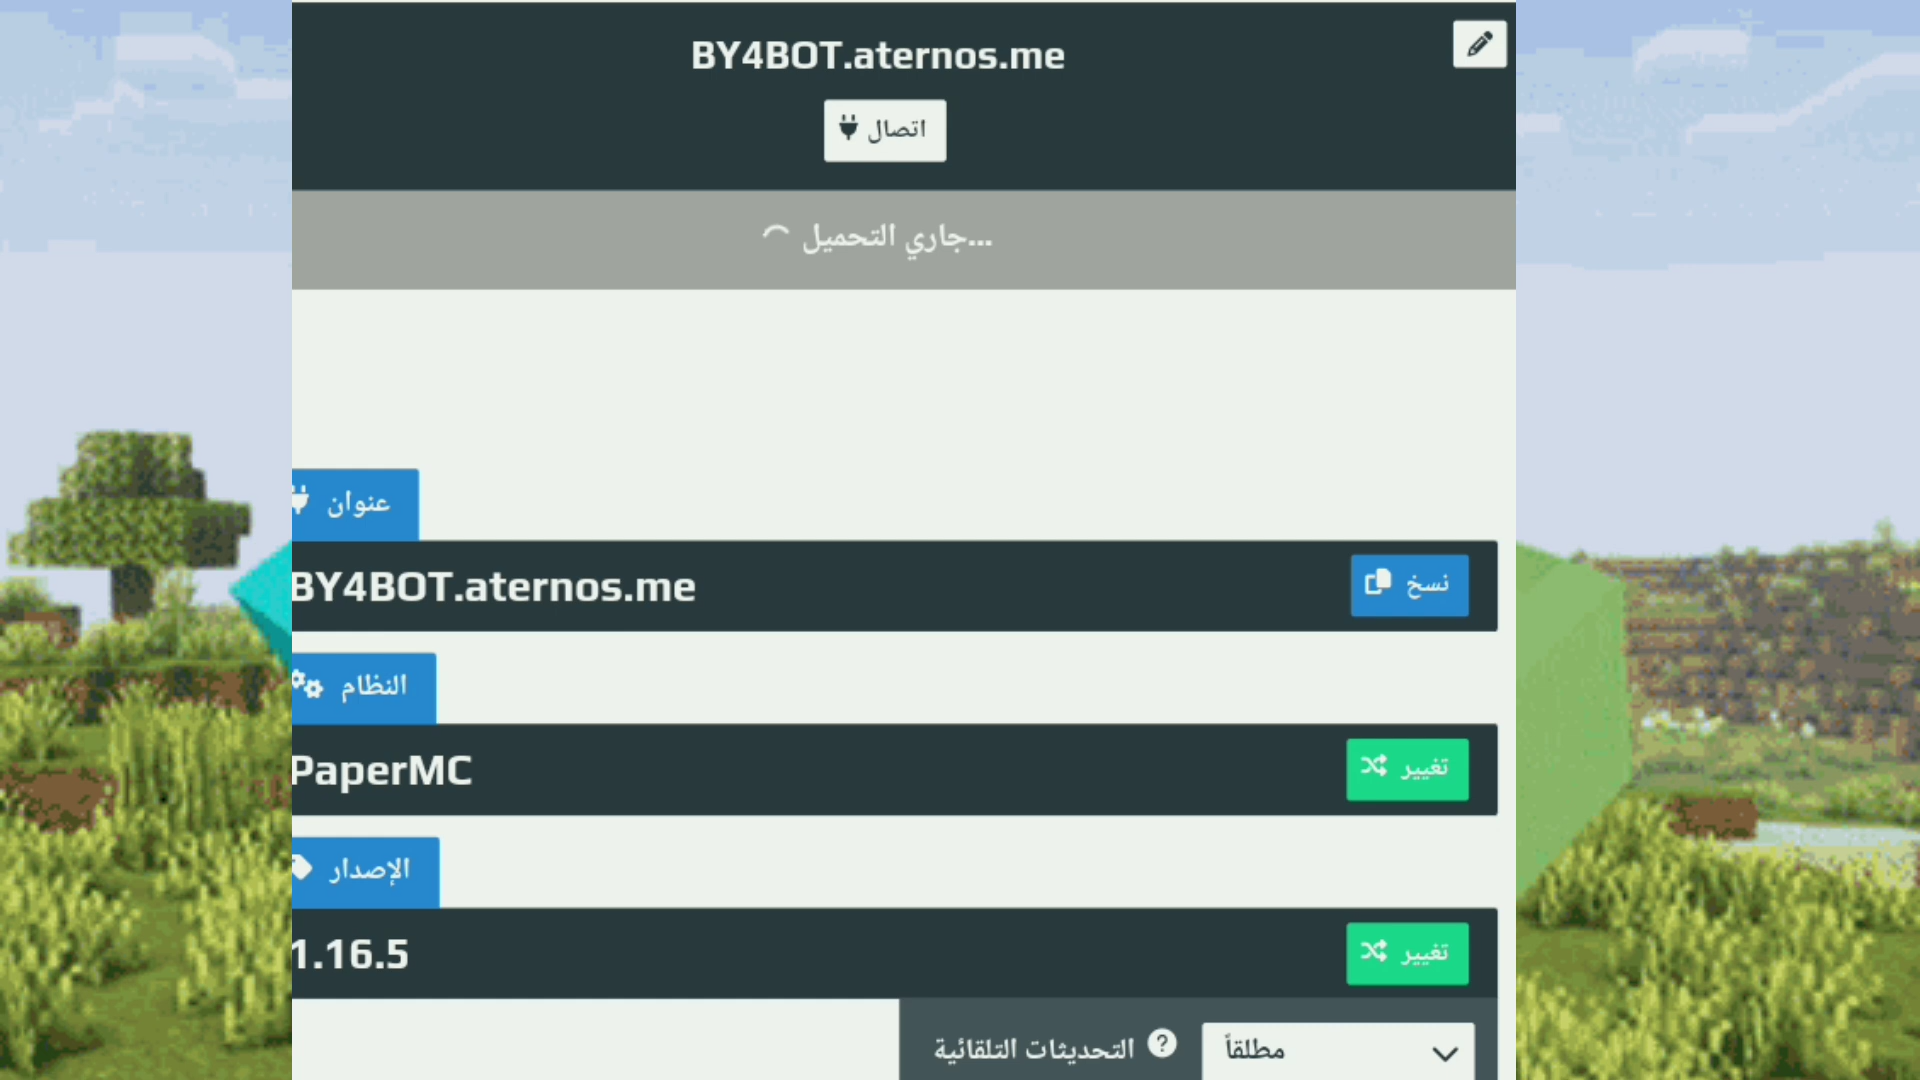 BY4BOT.aternos.me
اتصال
جاري التحميل...
عنوان
BY4BOT.aternos.me
نسخ
النظام
PaperMC
تغيير
الإصدار
1.16.5
تغيير
التحديثات التلقائية ?
مطلقاً